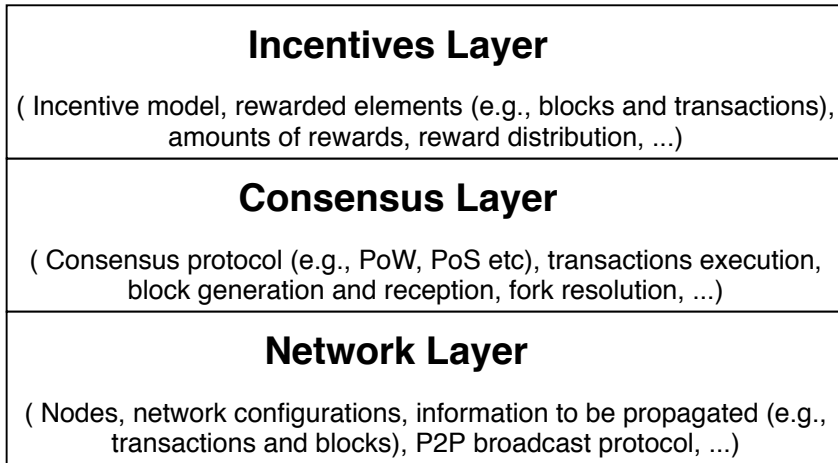 Incentives Layer
( Incentive model, rewarded elements (e.g., blocks and transactions),
amounts of rewards, reward distribution, ...)
Consensus Layer
( Consensus protocol (e.g., PoW, PoS etc), transactions execution,
block generation and reception, fork resolution, ...)
Network Layer
( Nodes, network configurations, information to be propagated (e.g.,
transactions and blocks), P2P broadcast protocol, ...)